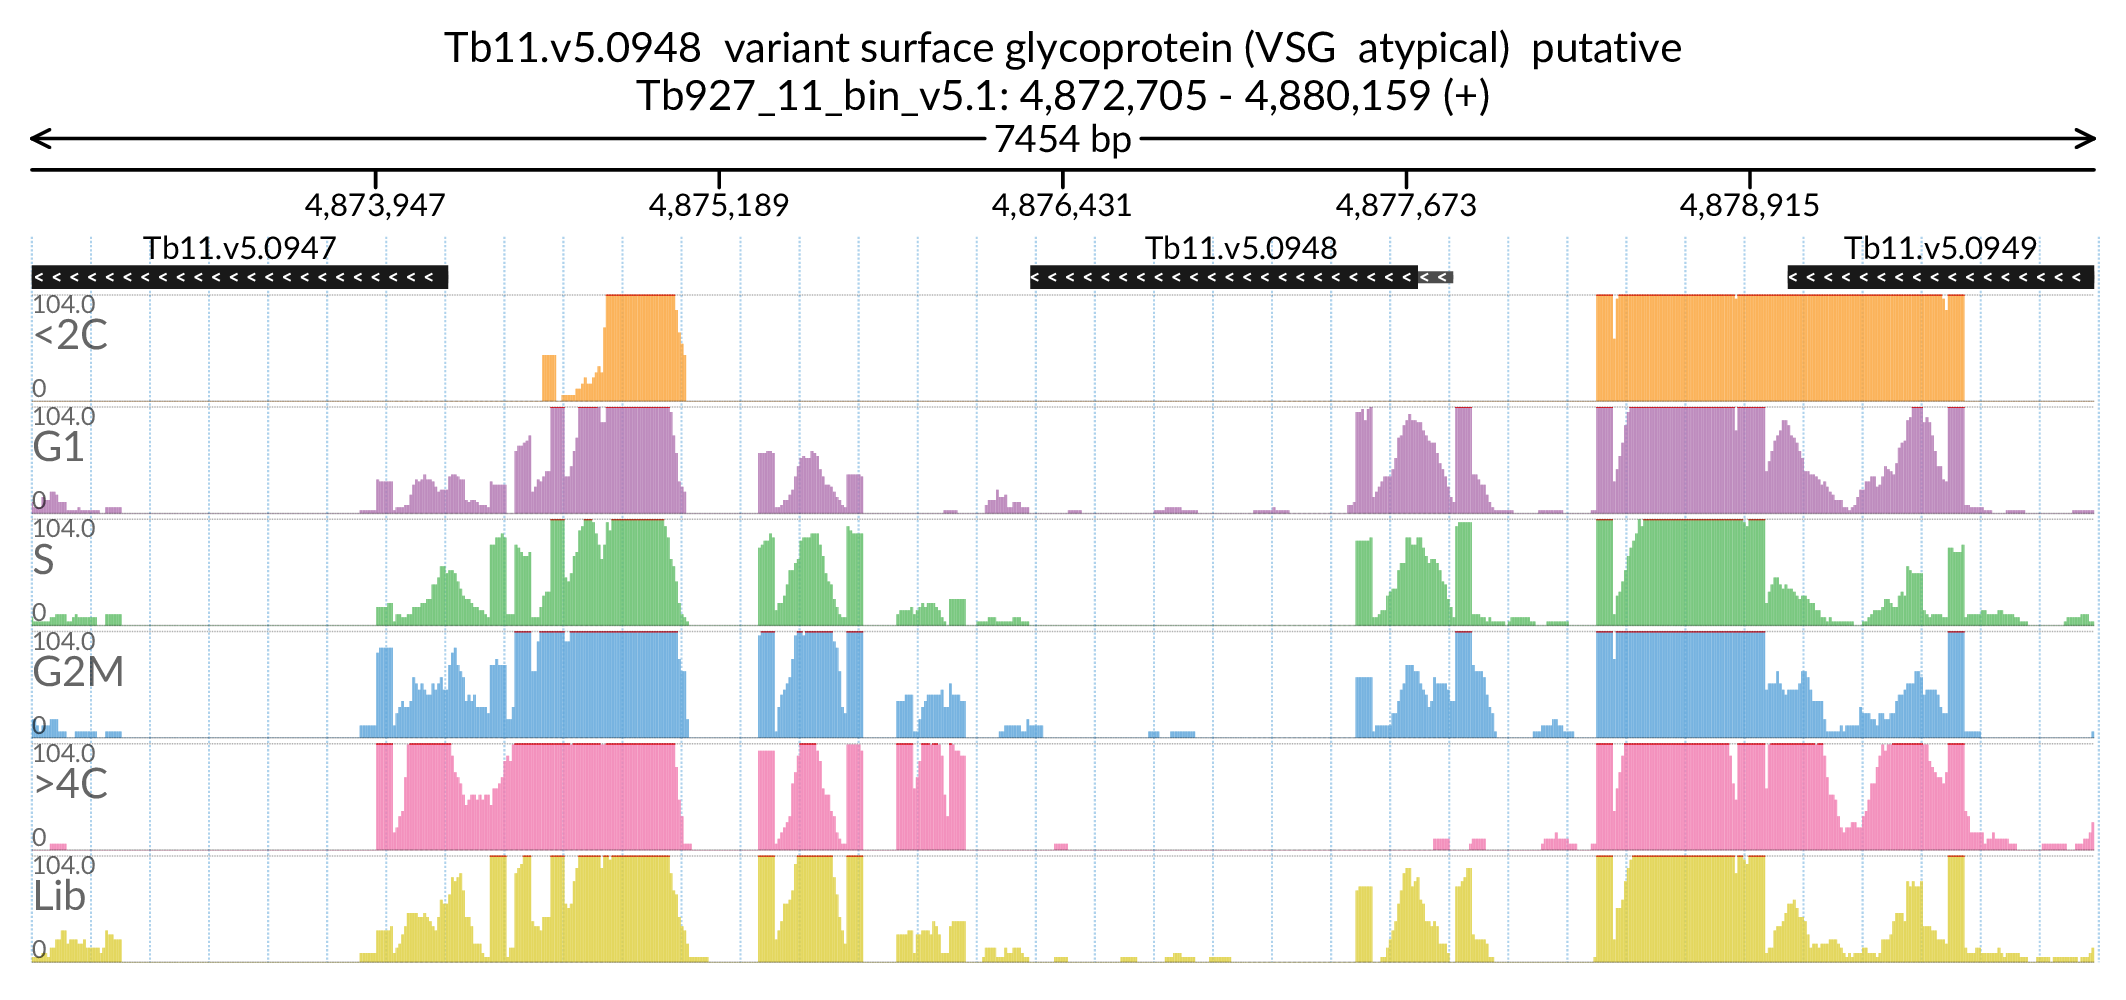 Tb11.v5.0948 variant surface glycoprotein (VSG atypical) putative
Tb927_11_bin_v5.1: 4,872,705 - 4,880,159 (+)
7454 bp
4,873,947 4,875,189 4,876,431 4,877,673 4,878,915
Tb11.v5.0947 Tb11.v5.0948 Tb11.v5.0949
104.0
<2C
0
104.0
G1
0
104.0
S
0
104.0
G2M
0
104.0
>4C
0
104.0
Lib
0